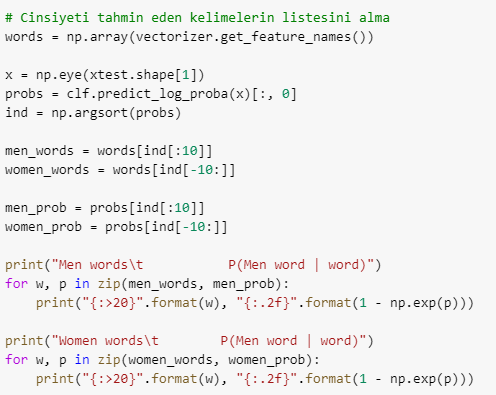 # Cinsiyeti tahmin eden kelimelerin listesini alma
words = np.array(vectorizer.get_feature_names())
x = np.eye(xtest.shape[1])
probs = clf.predict_log_proba(x)[:, 0]
ind = np.argsort(probs)
men_words = words[ind[:10]]
women_words = words[ind[-10:]]
men_prob = probs[ind[:10]]
women_prob = probs[ind[-10:]]
print("Men words\t           P(Men word | word)")
for w, p in zip(men_words, men_prob):
    print("{:>20}".format(w), "{:.2f}".format(1 - np.exp(p)))
print("Women words\t        P(Men word | word)")
for w, p in zip(women_words, women_prob):
    print("{:>20}".format(w), "{:.2f}".format(1 - np.exp(p)))